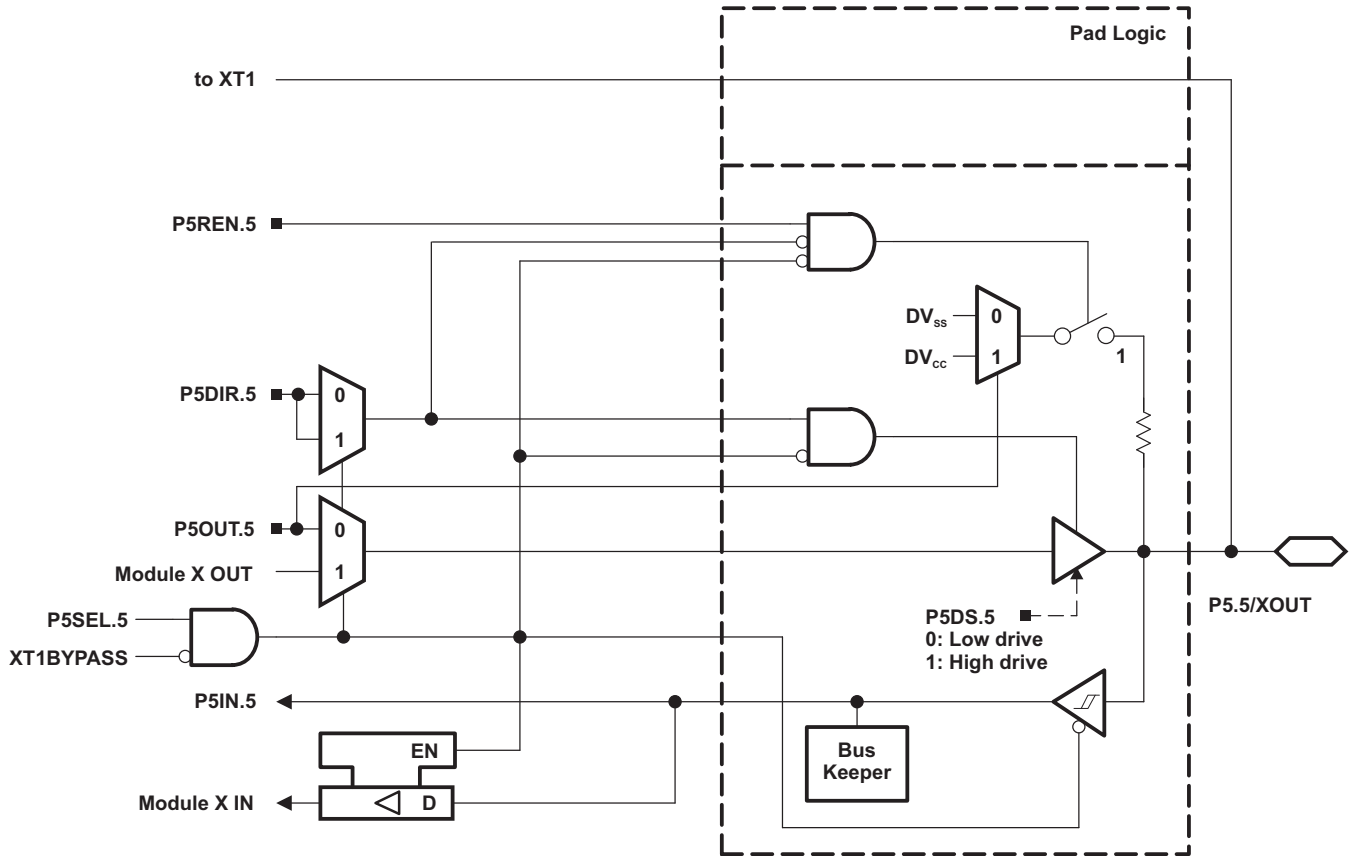 Pad Logic
to XT1
P5REN.5
DVss
0
DVcc
1
1
P5DIR.5
0
1
P5OUT.5
0
Module X OUT
1
P5SEL.5
XT1BYPASS
P5DS.5
0: Low drive
1: High drive
P5.5/XOUT
P5IN.5
Bus
Keeper
EN
Module X IN
D